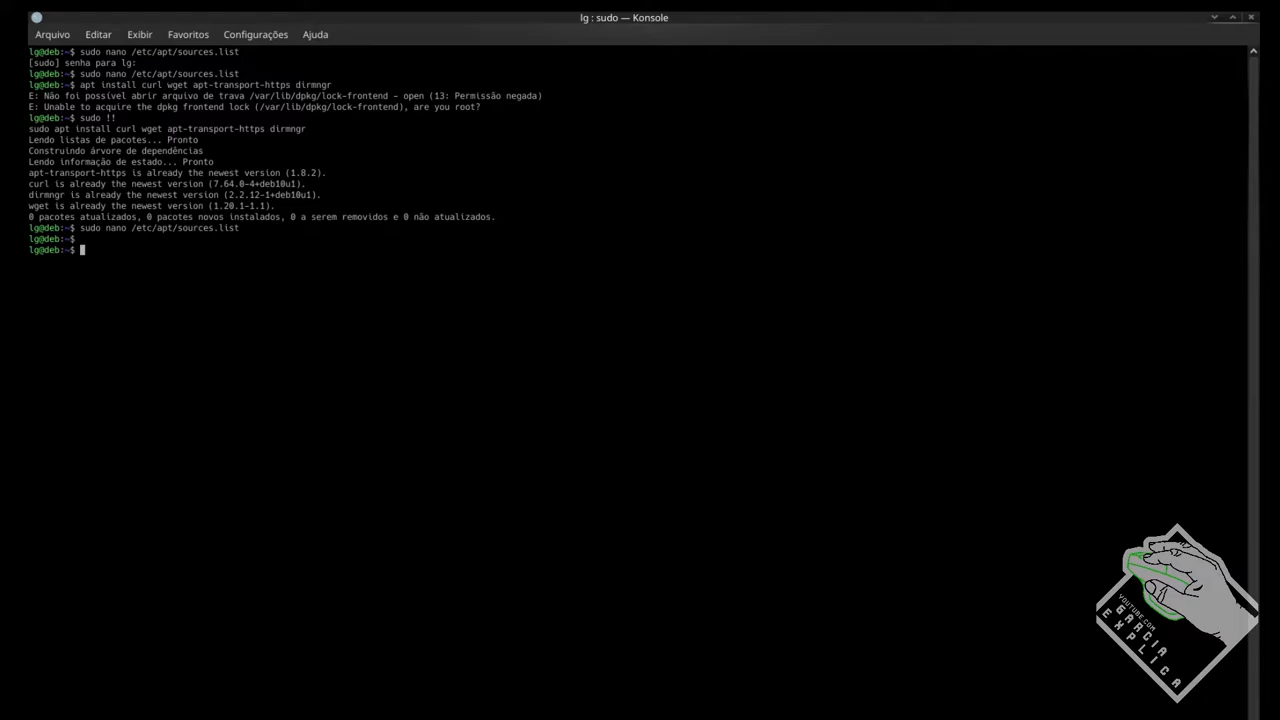 lg : sudo — Konsole
Arquivo Editar Exibir Favoritos Configurações Ajuda
lg@deb:~$ sudo nano /etc/apt/sources.list
[sudo] senha para lg:
lg@deb:~$ sudo nano /etc/apt/sources.list
lg@deb:~$ apt install curl wget apt-transport-https dirmngr
E: Não foi possível abrir arquivo de trava /var/lib/dpkg/lock-frontend - open (13: Permissão negada)
E: Unable to acquire the dpkg frontend lock (/var/lib/dpkg/lock-frontend), are you root?
lg@deb:~$ sudo !!
sudo apt install curl wget apt-transport-https dirmngr
Lendo listas de pacotes... Pronto
Construindo árvore de dependências
Lendo informação de estado... Pronto
apt-transport-https is already the newest version (1.8.2).
curl is already the newest version (7.64.0-4+deb10u1).
dirmngr is already the newest version (2.2.12-1+deb10u1).
wget is already the newest version (1.20.1-1.1).
0 pacotes atualizados, 0 pacotes novos instalados, 0 a serem removidos e 0 não atualizados.
lg@deb:~$ sudo nano /etc/apt/sources.list
lg@deb:~$
lg@deb:~$
YOUTUBE.COM
GARCIA
EXPLICA